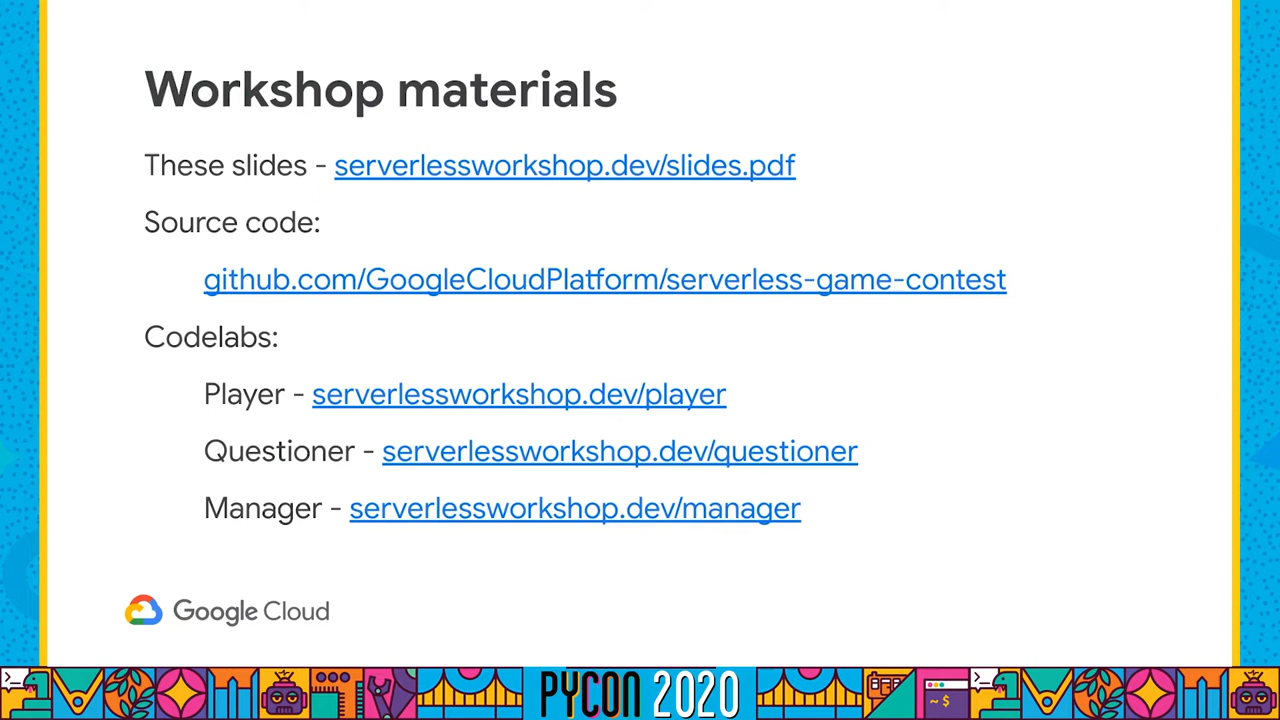 Workshop materials
These slides - serverlessworkshop.dev/slides.pdf
Source code:
github.com/GoogleCloudPlatform/serverless-game-contest
Codelabs:
Player - serverlessworkshop.dev/player
Questioner - serverlessworkshop.dev/questioner
Manager - serverlessworkshop.dev/manager
Google Cloud
PYCON 2020
~$